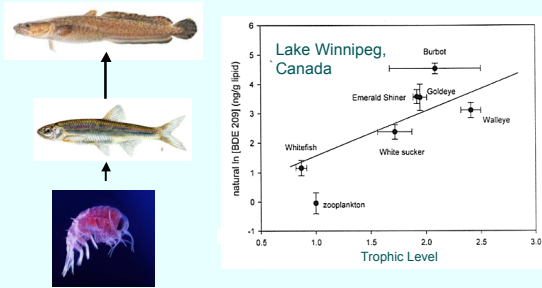 Lake Winnipeg,
Canada
Burbot
Emerald Shiner
Goldeye
Walleye
White sucker
Whitefish
zooplankton
natural ln [BDE 209] (ng/g lipid)
6
5
4
3
2
1
0
-1
0.5
1.0
1.5
2.0
2.5
3.0
Trophic Level